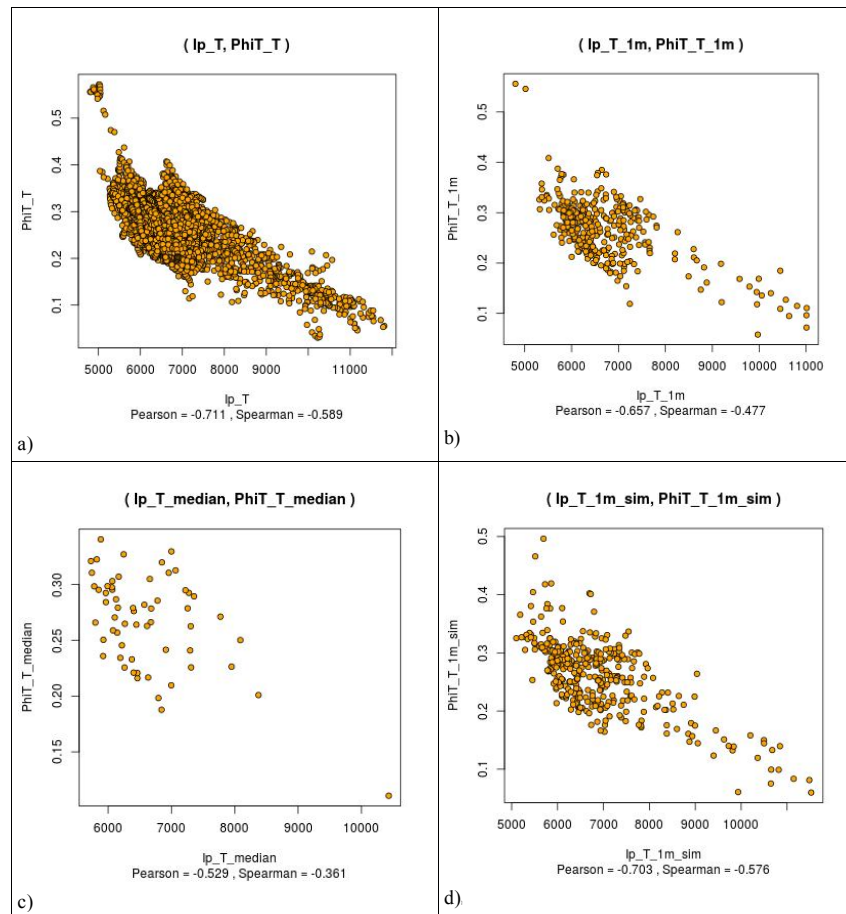 ( Ip_T, PhiT_T )
PhiT_T
0.5
0.4
0.3
0.2
0.1
5000 6000 7000 8000 9000 11000
Ip_T
Pearson = -0.711 , Spearman = -0.589
a)
( Ip_T_1m, PhiT_T_1m )
PhiT_T_1m
0.5
0.4
0.3
0.2
0.1
5000 6000 7000 8000 9000 10000 11000
Ip_T_1m
Pearson = -0.657 , Spearman = -0.477
b)
( Ip_T_median, PhiT_T_median )
PhiT_T_median
0.30
0.25
0.20
0.15
6000 7000 8000 9000 10000
Ip_T_median
Pearson = -0.529 , Spearman = -0.361
c)
( Ip_T_1m_sim, PhiT_T_1m_sim )
PhiT_T_1m_sim
0.5
0.4
0.3
0.2
0.1
5000 6000 7000 8000 9000 10000
Ip_T_1m_sim
Pearson = -0.703 , Spearman = -0.576
d)